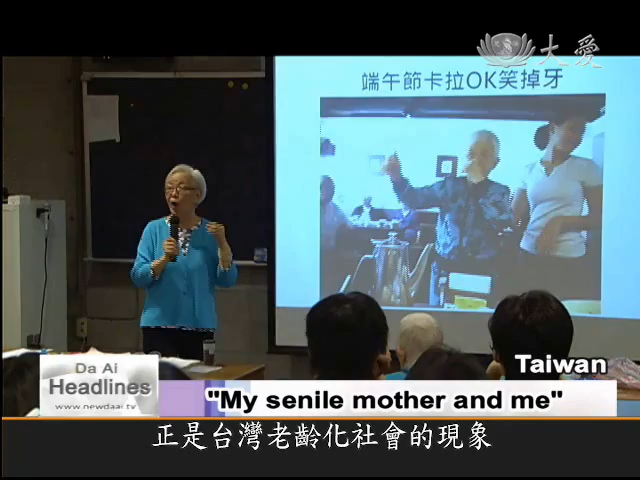 大愛
端午節卡拉OK笑掉牙
Taiwan
Da Ai
Headlines
www.newdaai.tv
"My senile mother and me"
正是台灣老齡化社會的現象